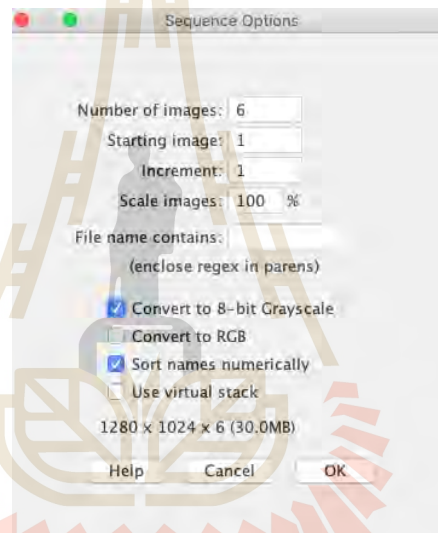 Sequence Options
Number of images: 6
Starting image: 1
Increment: 1
Scale images: 100 %
File name contains:
(enclose regex in parens)
Convert to 8-bit Grayscale
Convert to RGB
Sort names numerically
Use virtual stack
1280 x 1024 x 6 (30.0MB)
Help Cancel OK